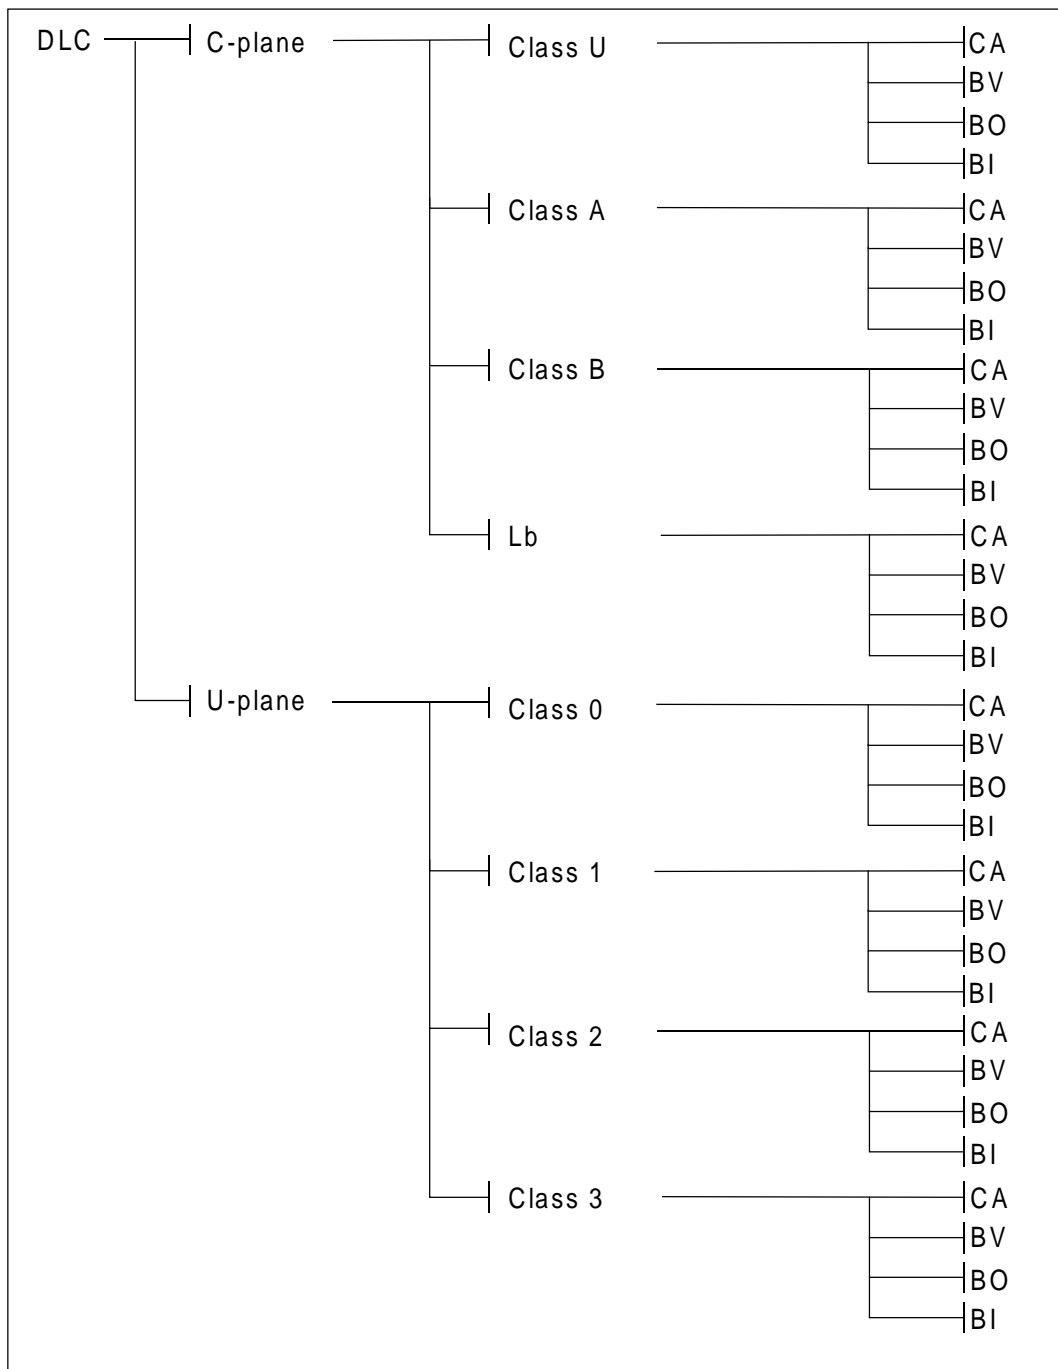 DLC C-plane Class U CA
BV
BO
BI
Class A CA
BV
BO
BI
Class B CA
BV
BO
BI
Lb CA
BV
BO
BI
U-plane Class 0 CA
BV
BO
BI
Class 1 CA
BV
BO
BI
Class 2 CA
BV
BO
BI
Class 3 CA
BV
BO
BI